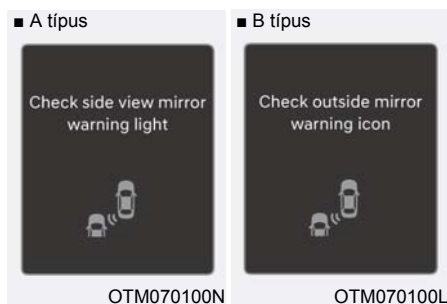 ■ A típus
Check side view mirror
warning light
OTM070100N
■ B típus
Check outside mirror
warning icon
OTM070100L